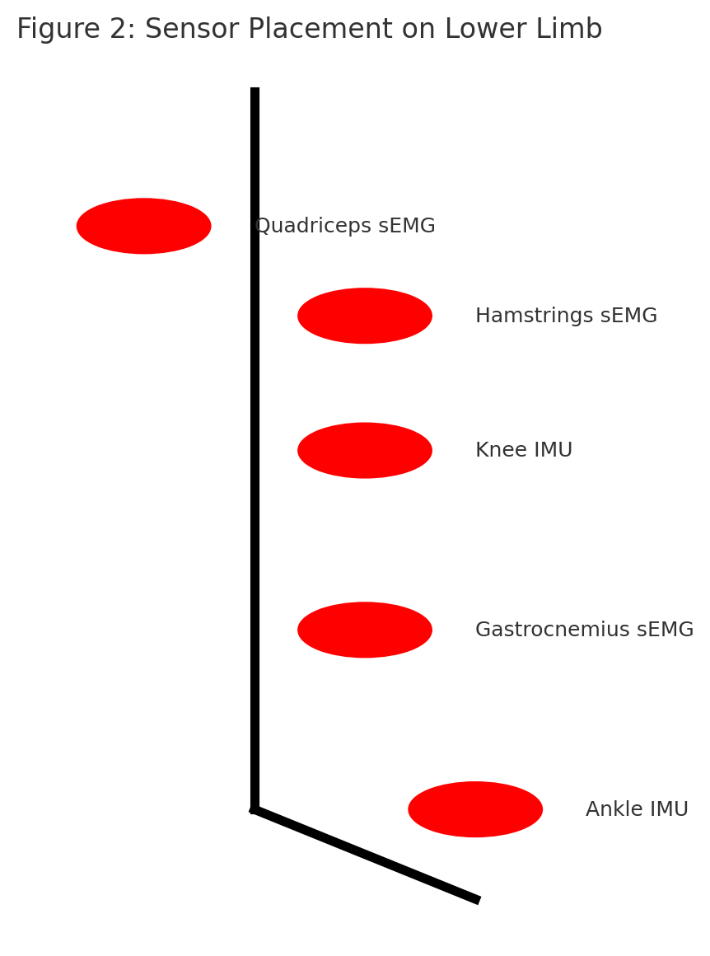 Figure 2: Sensor Placement on Lower Limb
Quadriceps sEMG
Hamstrings sEMG
Knee IMU
Gastrocnemius sEMG
Ankle IMU